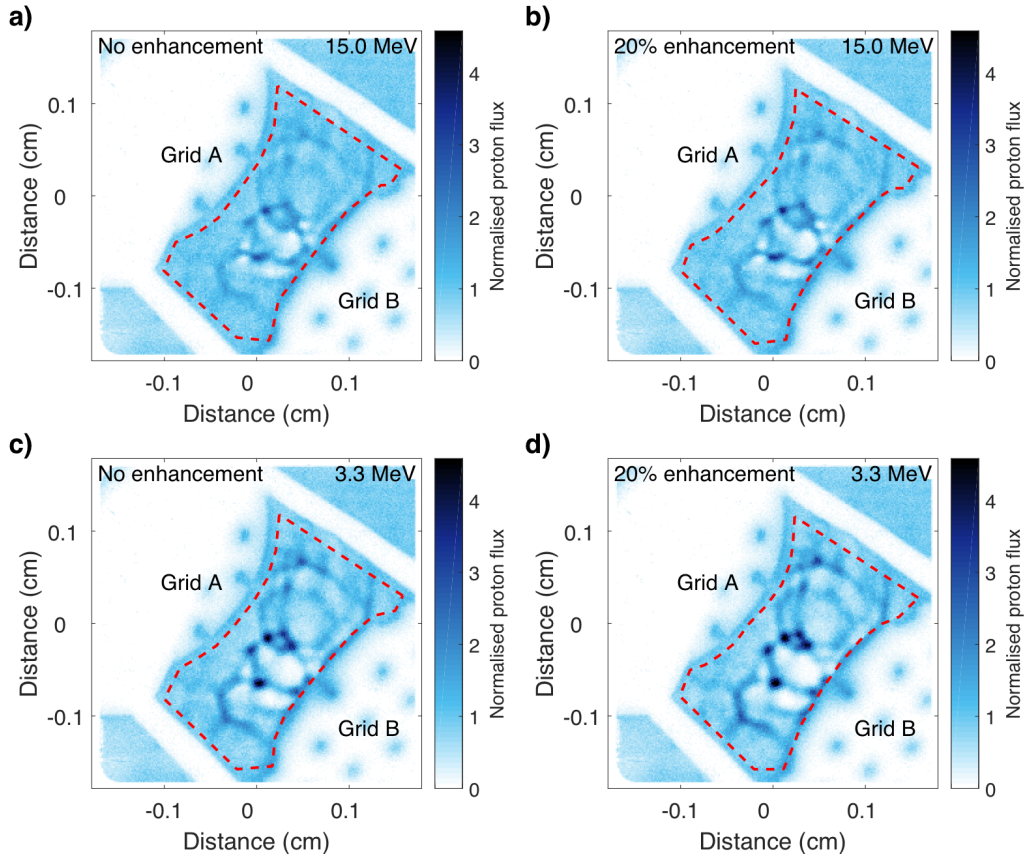 a)
No enhancement 15.0 MeV
Grid A
Grid B
0.1
0
-0.1
Distance (cm)
-0.1 0 0.1
Distance (cm)
4
3
2
1
0
Normalised proton flux
b)
20% enhancement 15.0 MeV
Grid A
Grid B
0.1
0
-0.1
Distance (cm)
-0.1 0 0.1
Distance (cm)
4
3
2
1
0
Normalised proton flux
c)
No enhancement 3.3 MeV
Grid A
Grid B
0.1
0
-0.1
Distance (cm)
-0.1 0 0.1
Distance (cm)
4
3
2
1
0
Normalised proton flux
d)
20% enhancement 3.3 MeV
Grid A
Grid B
0.1
0
-0.1
Distance (cm)
-0.1 0 0.1
Distance (cm)
4
3
2
1
0
Normalised proton flux